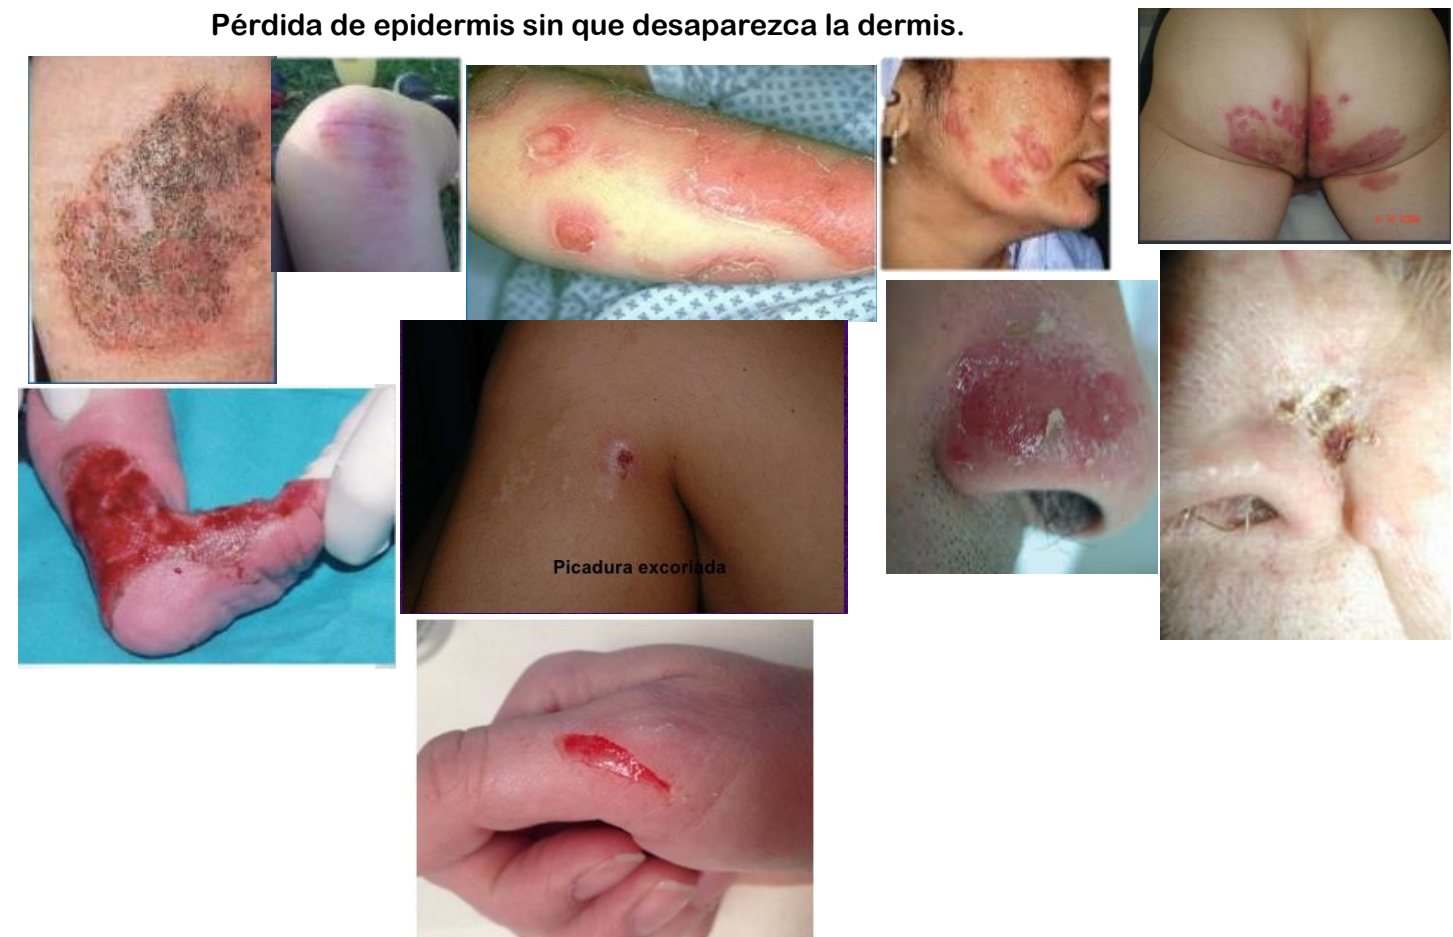 Pérdida de epidermis sin que desaparezca la dermis.
Picadura excoriada